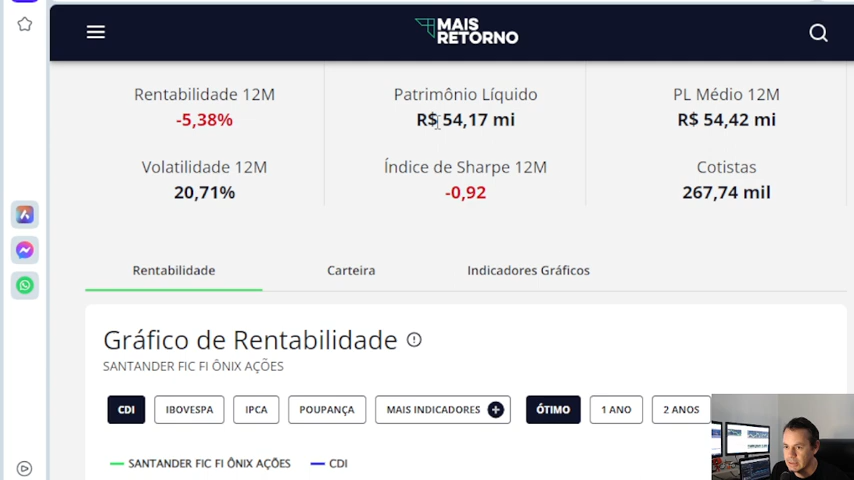 MAIS
RETORNO
Rentabilidade 12M
-5,38%
Patrimônio Líquido
R$ 54,17 mi
PL Médio 12M
R$ 54,42 mi
Volatilidade 12M
20,71%
Índice de Sharpe 12M
-0,92
Cotistas
267,74 mil
Rentabilidade
Carteira
Indicadores Gráficos
Gráfico de Rentabilidade
SANTANDER FIC FI ÔNIX AÇÕES
CDI
IBOVESPA
IPCA
POUPANÇA
MAIS INDICADORES
ÓTIMO
1 ANO
2 ANOS
SANTANDER FIC FI ÔNIX AÇÕES
CDI